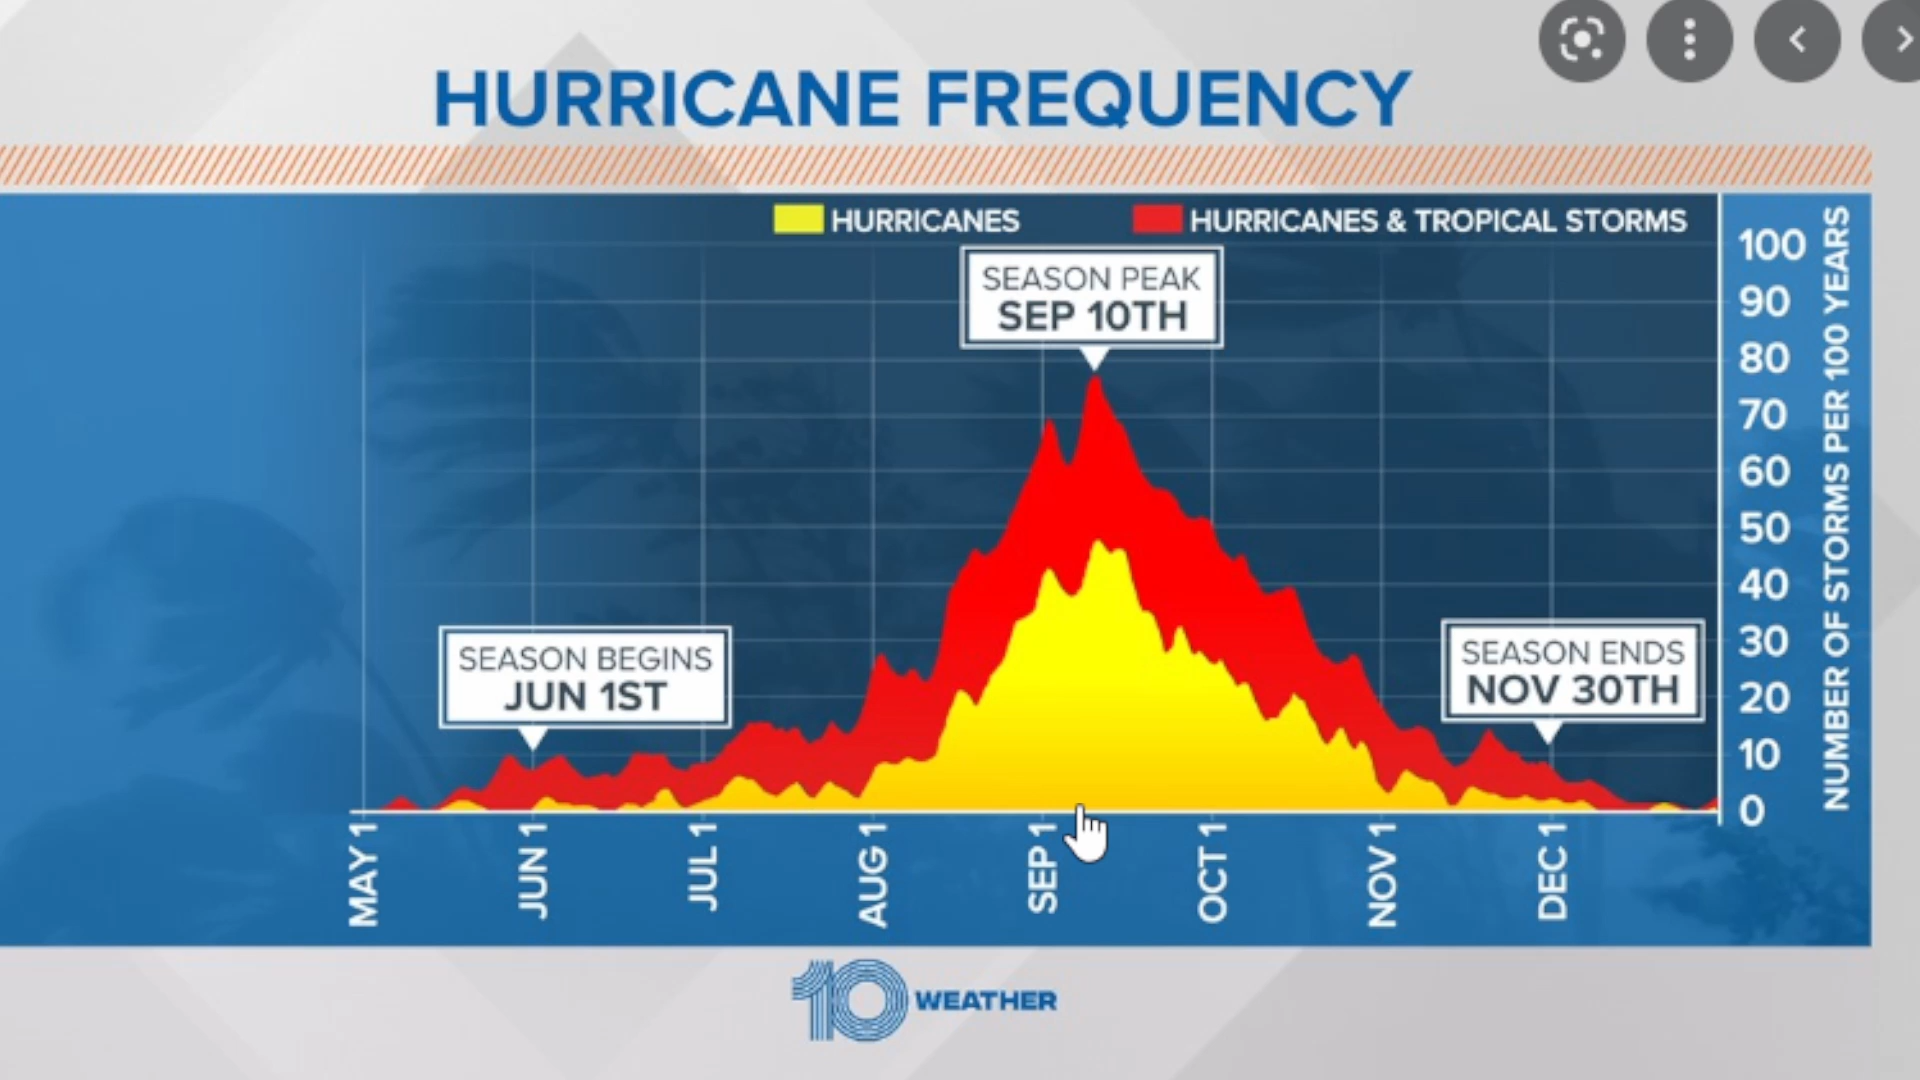 HURRICANE FREQUENCY
HURRICANES
HURRICANES & TROPICAL STORMS
SEASON PEAK
SEP 10TH
SEASON BEGINS
JUN 1ST
SEASON ENDS
NOV 30TH
100
90
80
70
60
50
40
30
20
10
0
NUMBER OF STORMS PER 100 YEARS
MAY 1
JUN 1
JUL 1
AUG 1
SEP 1
OCT 1
NOV 1
DEC 1
10 WEATHER